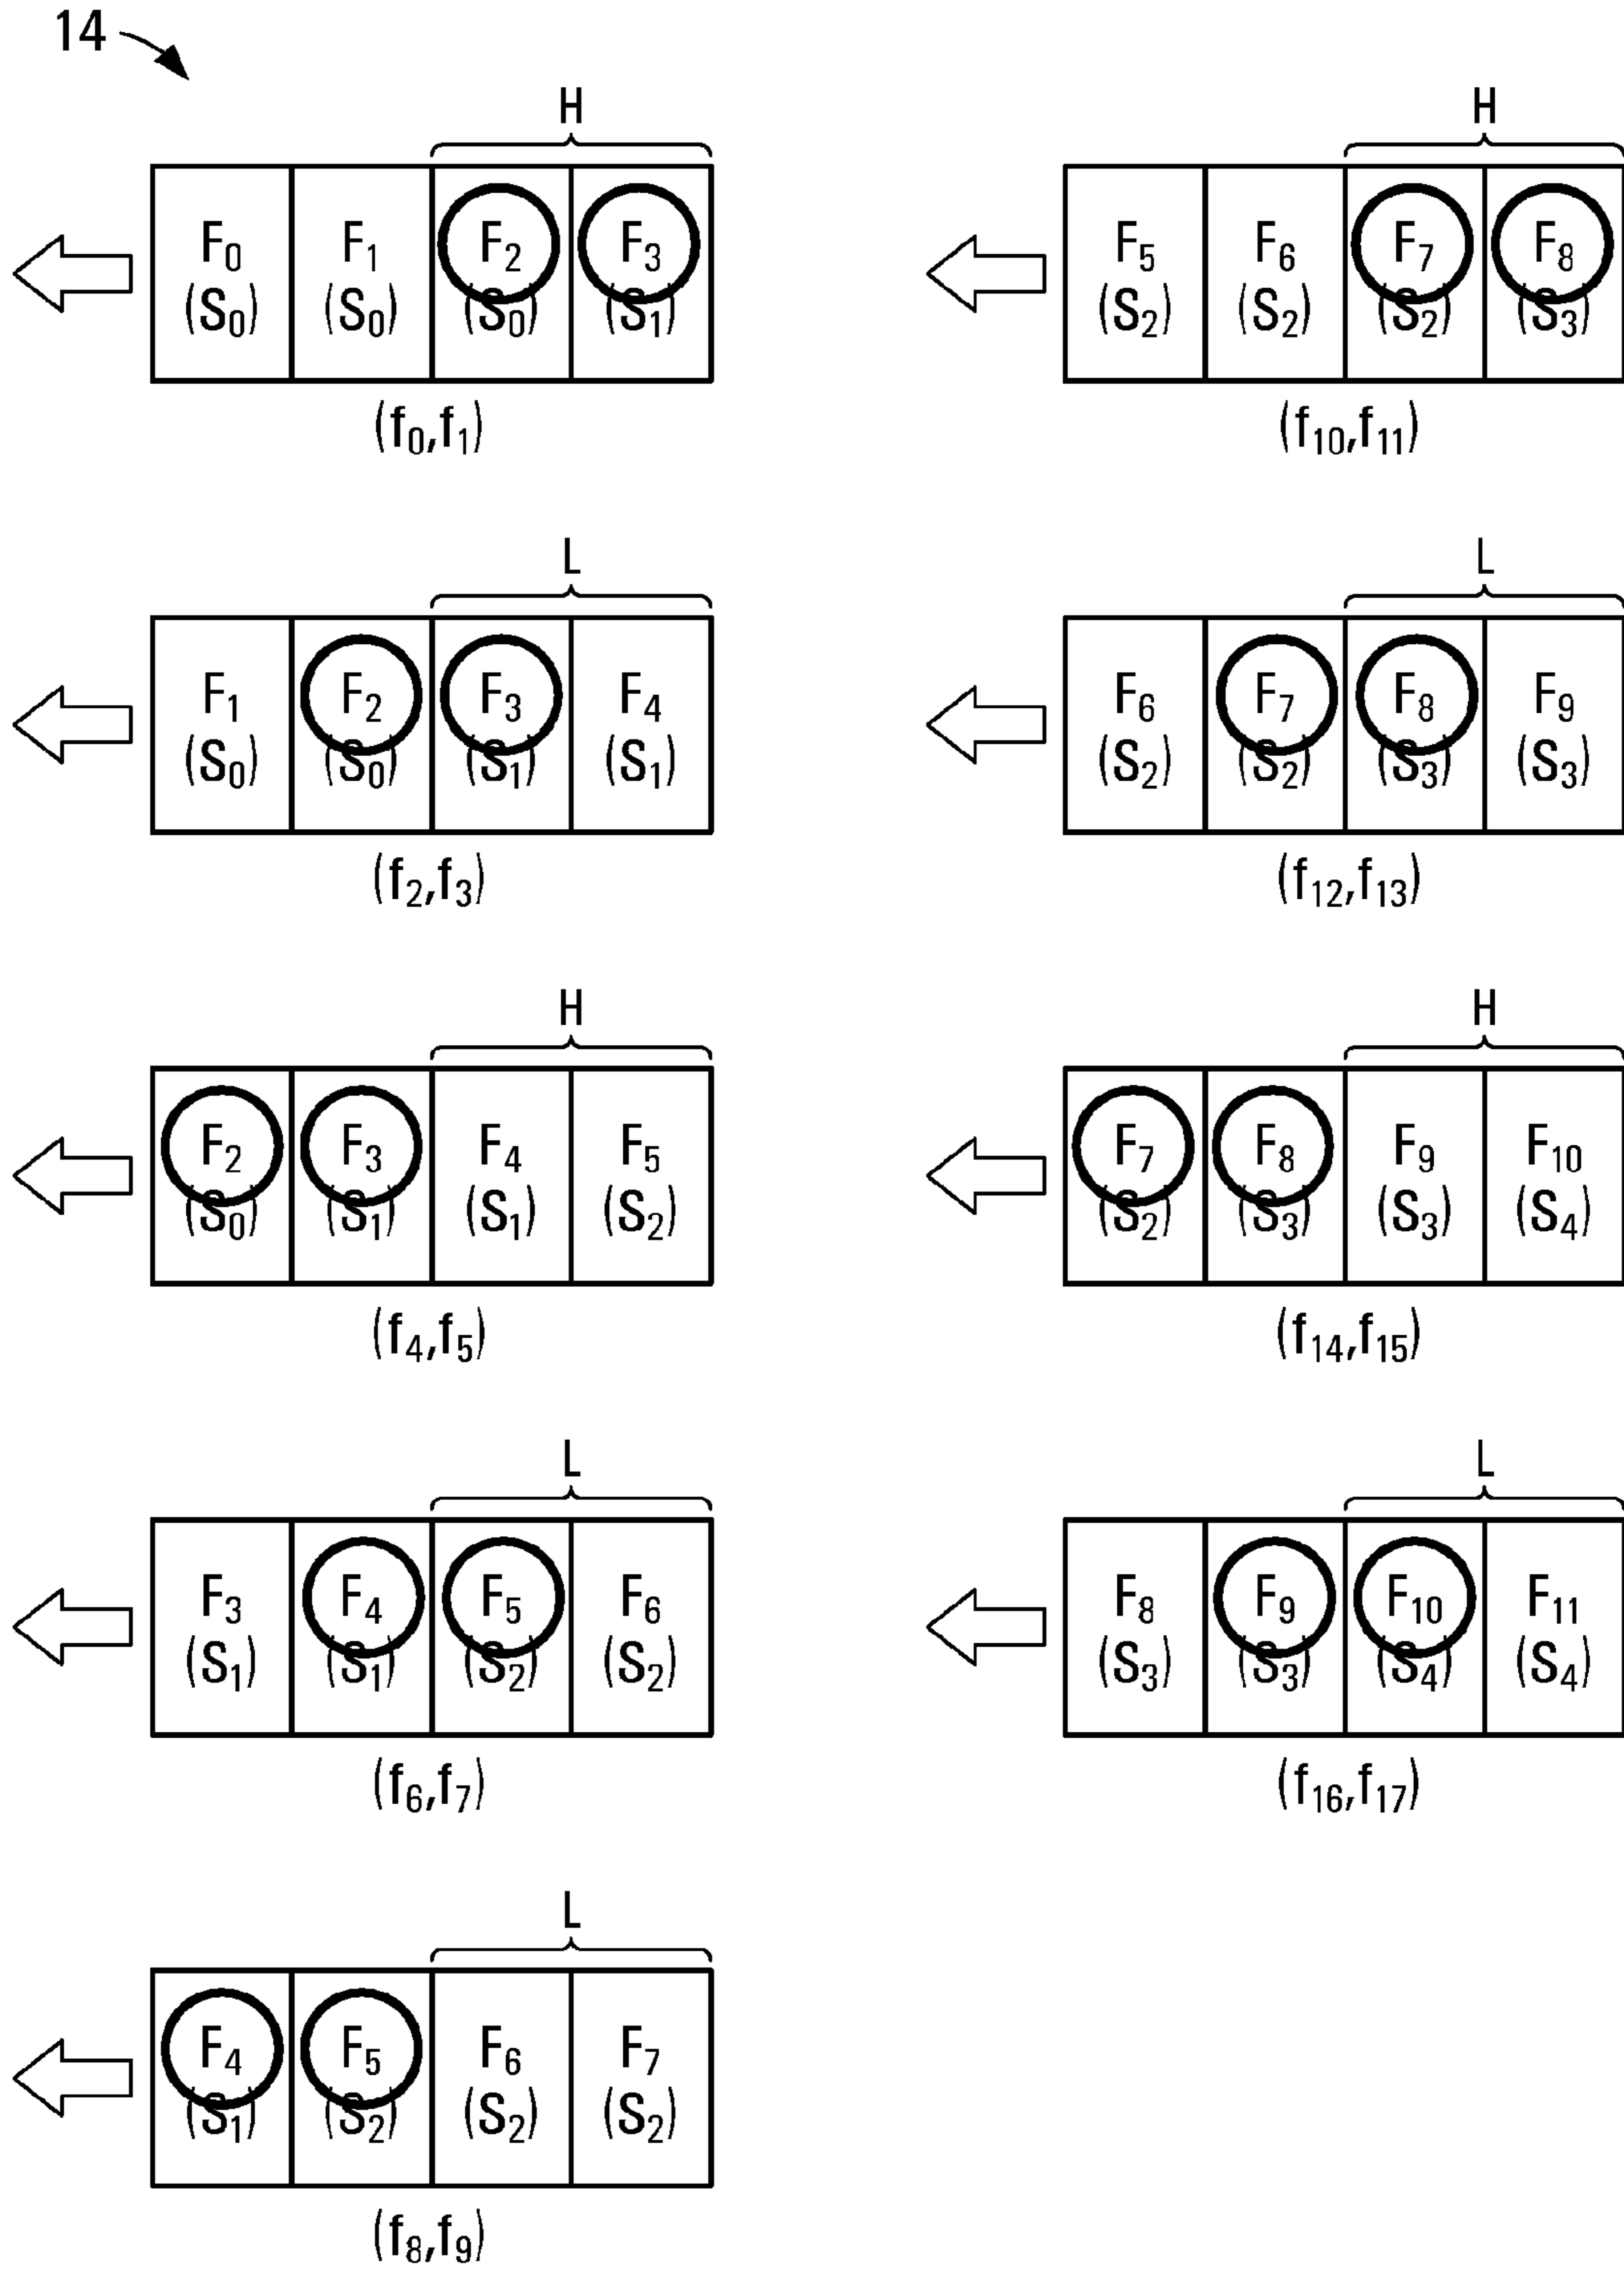 14
H
F₀ F₁ F₂ F₃
(S₀) (S₀) (S₀) (S₁)
(f₀,f₁)
L
F₁ F₂ F₃ F₄
(S₀) (S₀) (S₁) (S₁)
(f₂,f₃)
H
F₂ F₃ F₄ F₅
(S₀) (S₁) (S₁) (S₂)
(f₄,f₅)
L
F₃ F₄ F₅ F₆
(S₁) (S₁) (S₂) (S₂)
(f₆,f₇)
L
F₄ F₅ F₆ F₇
(S₁) (S₂) (S₂) (S₂)
(f₈,f₉)
H
F₅ F₆ F₇ F₈
(S₂) (S₂) (S₂) (S₃)
(f₁₀,f₁₁)
L
F₆ F₇ F₈ F₉
(S₂) (S₂) (S₃) (S₃)
(f₁₂,f₁₃)
H
F₇ F₈ F₉ F₁₀
(S₂) (S₃) (S₃) (S₄)
(f₁₄,f₁₅)
L
F₈ F₉ F₁₀ F₁₁
(S₃) (S₃) (S₄) (S₄)
(f₁₆,f₁₇)